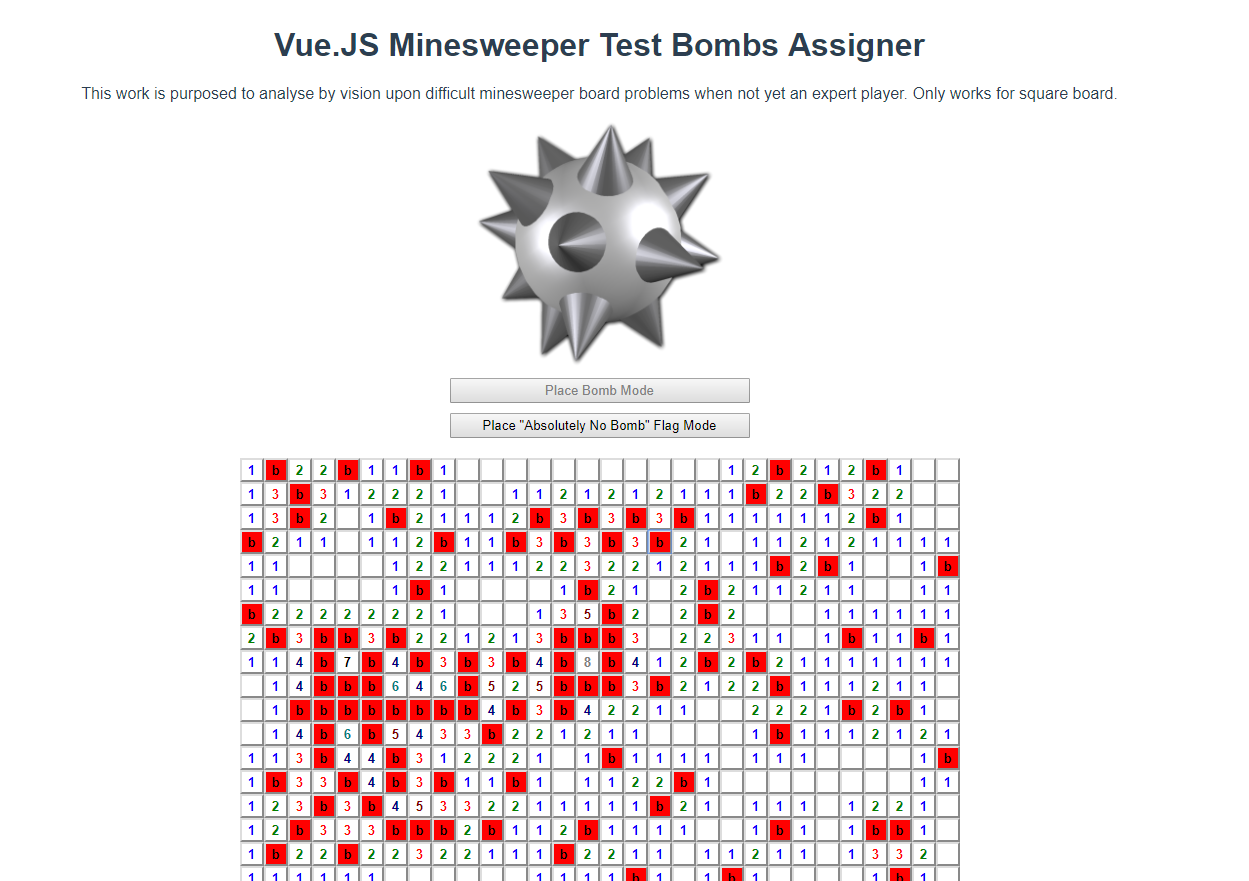 Vue.JS Minesweeper Test Bombs Assigner
This work is purposed to analyse by vision upon difficult minesweeper board problems when not yet an expert player. Only works for square board.
Place Bomb Mode
Place "Absolutely No Bomb" Flag Mode
1 b 2 2 b 1 1 b 1 1 2 b 2 1 2 b 1
1 3 b 3 1 2 2 2 1 1 1 2 1 2 1 2 1 1 1 b 2 2 b 3 2 2
1 3 b 2 1 b 2 1 1 1 2 b 3 b 3 b 3 b 1 1 1 1 1 1 2 b 1
b 2 1 1 1 1 2 b 1 1 b 3 b 3 b 3 b 2 1 1 1 2 1 2 1 1 1 1
1 1 1 2 2 1 1 1 2 2 3 2 2 1 2 1 1 1 b 2 b 1 1 b
1 b 1 1 b 2 1 2 b 2 1 1 2 1 1 1 1
b 2 2 2 2 2 2 2 1 1 3 5 b 2 2 b 2 1 1 1 1 1 1
2 b 3 b b 3 b 2 2 1 2 1 3 b b b 3 2 2 3 1 1 1 b 1 1 b 1
1 1 4 b 7 b 4 b 3 b 3 b 4 b 8 b 4 1 2 b 2 b 2 1 1 1 1 1 1 1
1 4 b b b 6 4 6 b 5 2 5 b b b 3 b 2 1 2 2 b 1 1 1 2 1 1
1 b b b b b b b b 4 b 3 b 4 2 2 1 1 2 2 2 1 b 2 b 1
1 4 b 6 b 5 4 3 3 b 2 2 1 2 1 1 1 b 1 1 1 2 1 2 1
1 1 3 b 4 4 b 3 1 2 2 2 1 1 b 1 1 1 1 1 1 1 1 b
1 b 3 3 b 4 b 3 b 1 1 b 1 1 1 2 2 b 1 1 1
1 2 3 b 3 b 4 5 3 3 2 2 1 1 1 1 1 b 2 1 1 1 1 1 2 2 1
1 2 b 3 3 3 b b b 2 b 1 1 2 b 1 1 1 1 1 b 1 1 b b 1
1 b 2 2 b 2 2 3 2 2 1 1 1 b 2 2 1 1 1 1 2 1 1 1 3 3 2
1 1 1 1 1 1 1 1 1 1 b 1 1 b 1 1 b 1